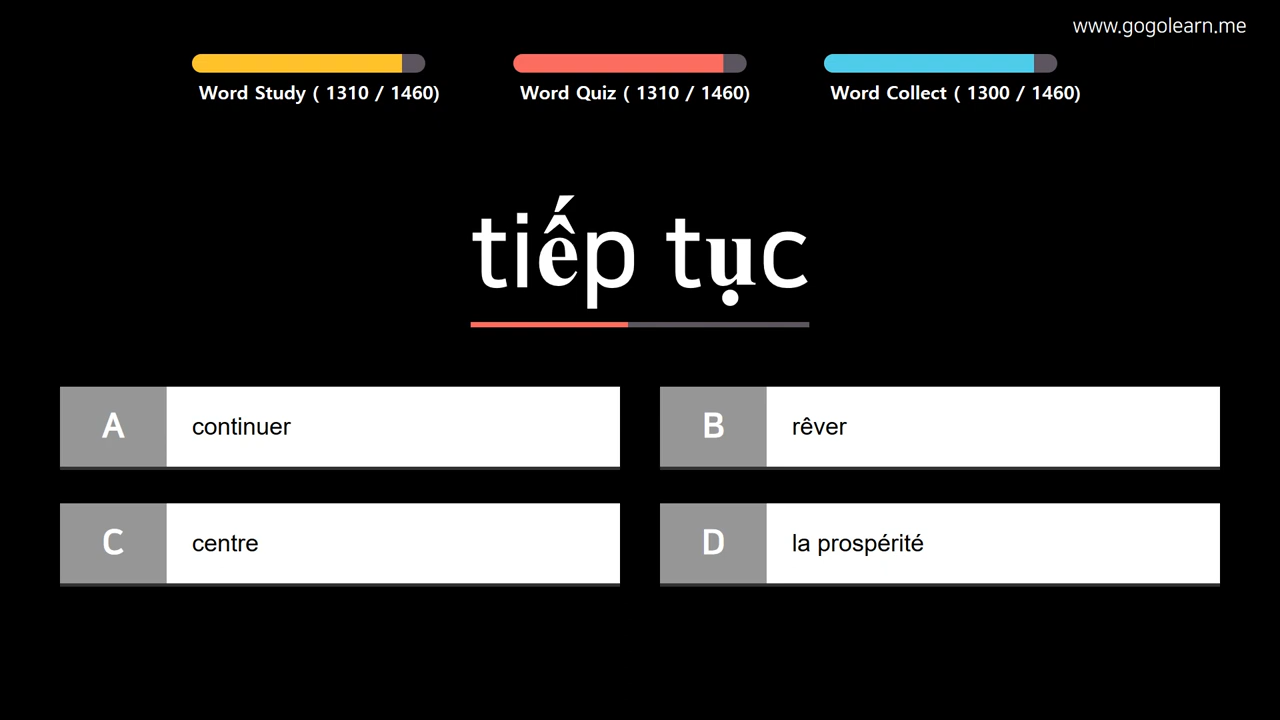 www.gogolearn.me
Word Study ( 1310 / 1460)
Word Quiz ( 1310 / 1460)
Word Collect ( 1300 / 1460)
tiếp tục
A continuer
B rêver
C centre
D la prospérité